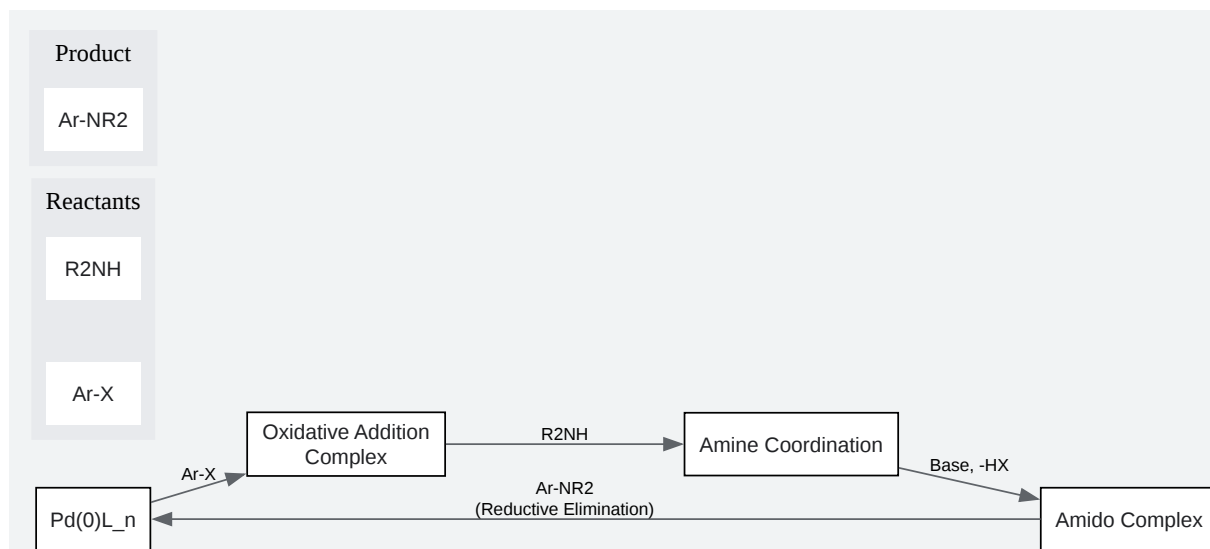 Product
Ar-NR2
Reactants
R2NH
Ar-X
Oxidative Addition
Complex
R2NH
Amine Coordination
Ar-X
Base, -HX
Ar-NR2
(Reductive Elimination)
Pd(0)L_n
Amido Complex